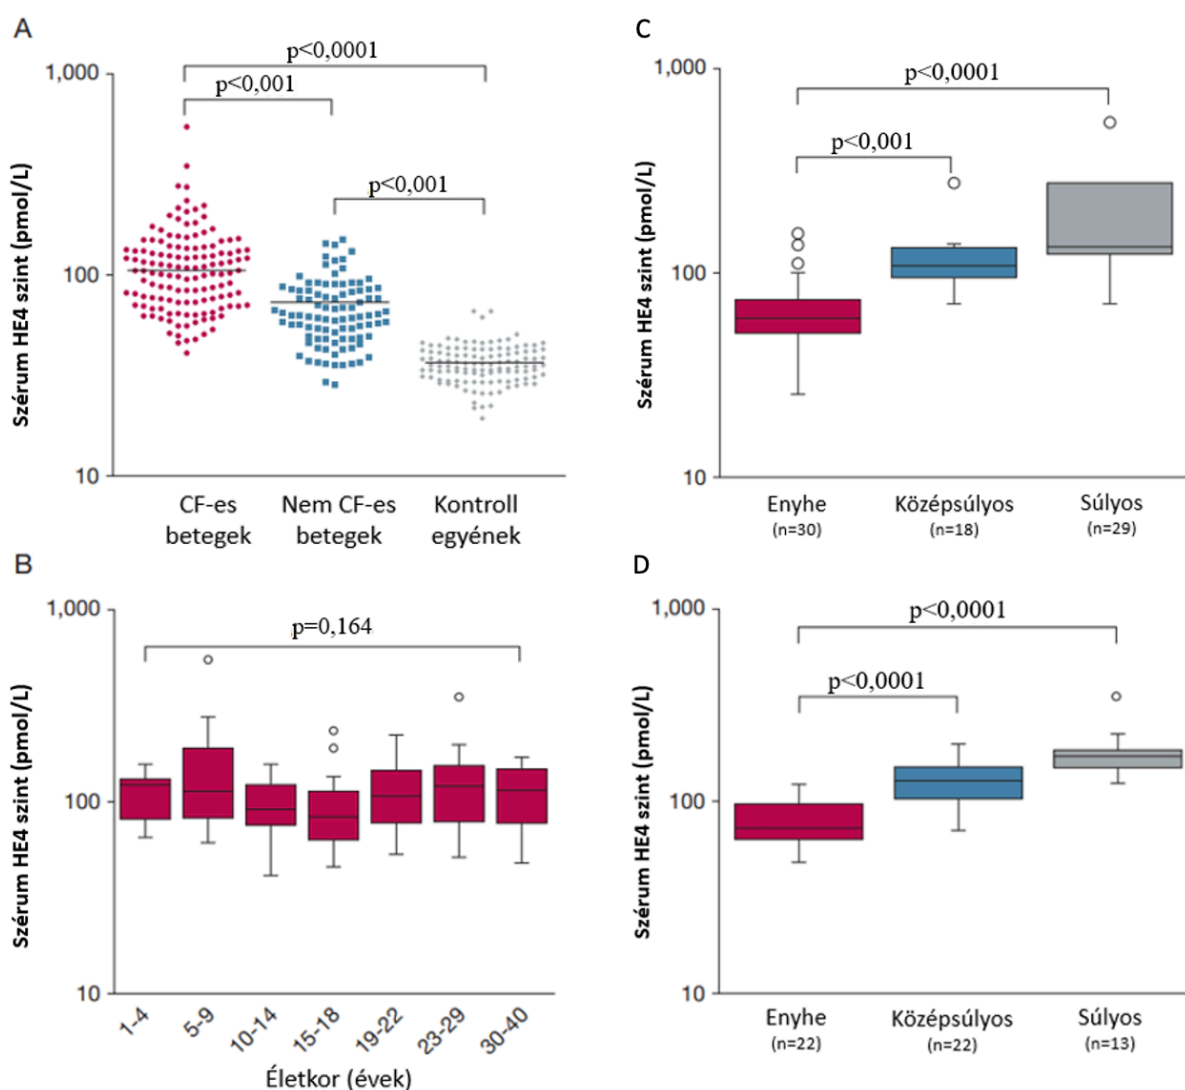 A
p<0,0001
1,000
p<0,001
p<0,001
100
10
Szérum HE4 szint (pmol/L)
CF-es
betegek
Nem CF-es
betegek
Kontroll
egyének
B
1,000
p=0,164
100
10
Szérum HE4 szint (pmol/L)
1-4
5-9
10-14
15-18
19-22
23-29
30-40
Életkor (évek)
C
1,000
p<0,0001
p<0,001
100
10
Szérum HE4 szint (pmol/L)
Enyhe
(n=30)
Középsúlyos
(n=18)
Súlyos
(n=29)
D
1,000
p<0,0001
p<0,0001
100
10
Szérum HE4 szint (pmol/L)
Enyhe
(n=22)
Középsúlyos
(n=22)
Súlyos
(n=13)